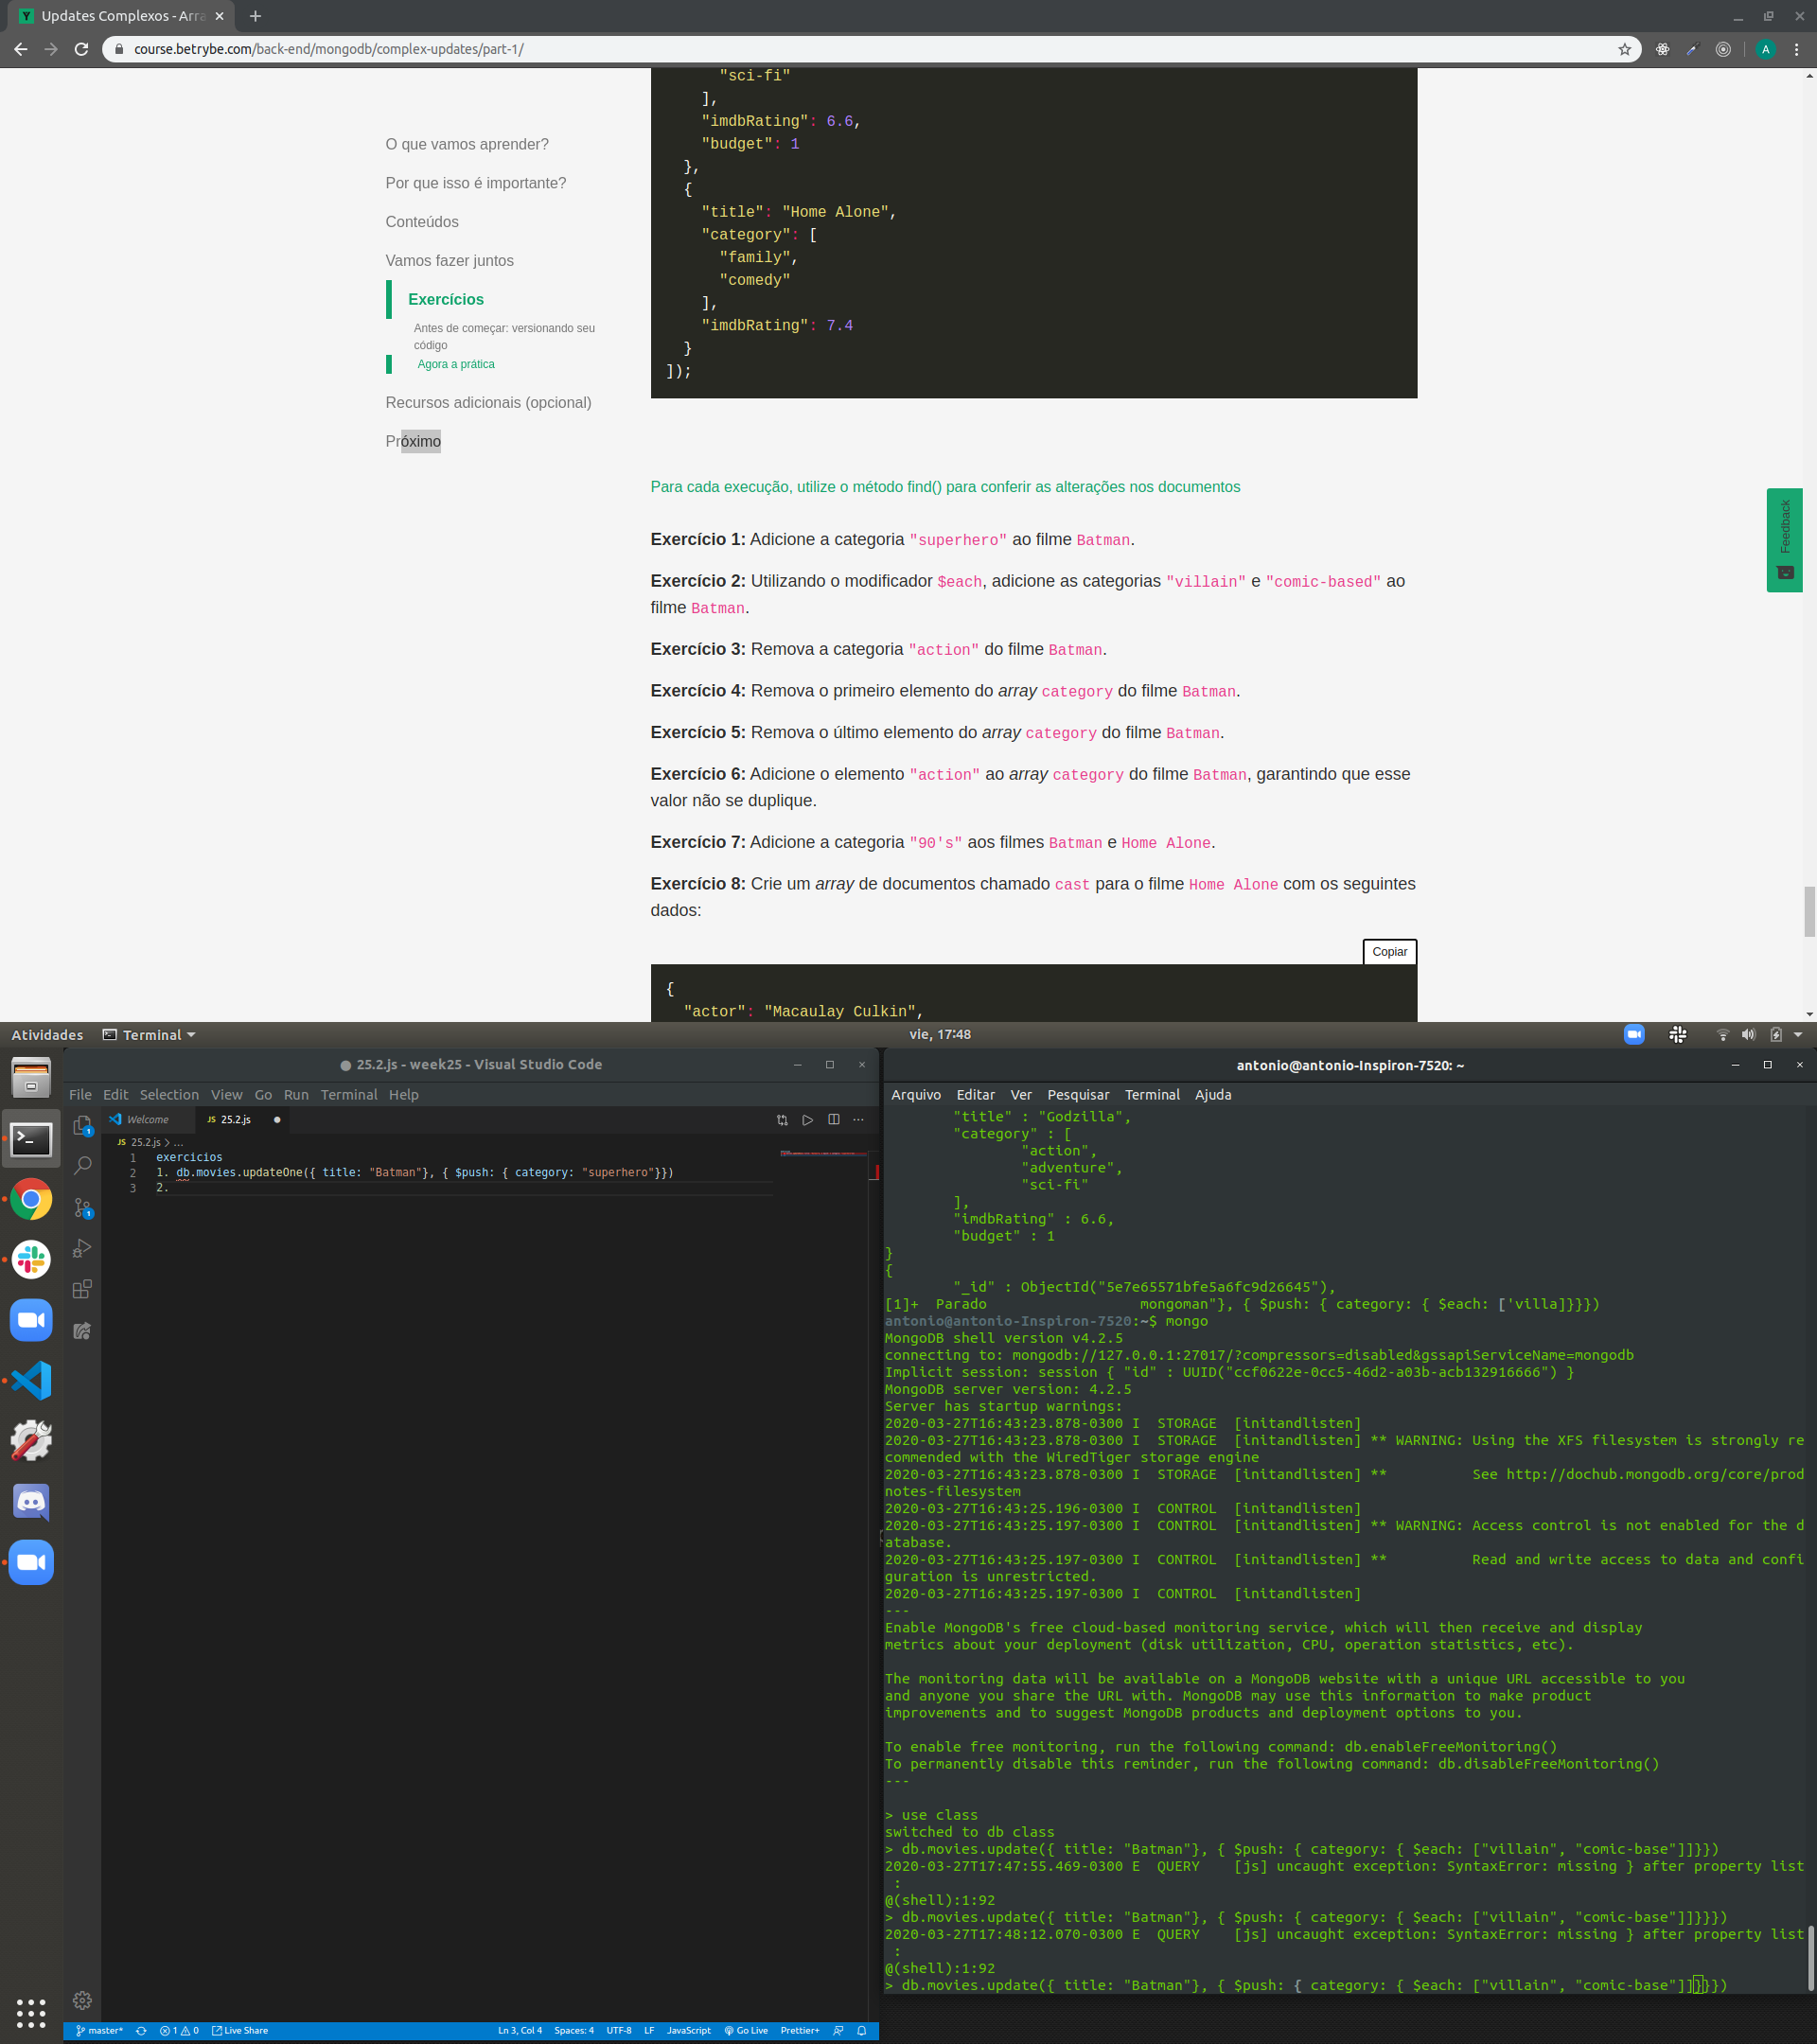 Updates Complexos - Arra
course.betrybe.com/back-end/mongodb/complex-updates/part-1/
A
O que vamos aprender?
Por que isso é importante?
Conteúdos
Vamos fazer juntos
Exercícios
Antes de começar: versionando seu
código
Agora a prática
Recursos adicionais (opcional)
Próximo
"sci-fi"
],
"imdbRating": 6.6,
"budget": 1
},
{
"title": "Home Alone",
"category": [
"family",
"comedy"
],
"imdbRating": 7.4
}
]);
Para cada execução, utilize o método find() para conferir as alterações nos documentos
Exercício 1: Adicione a categoria "superhero" ao filme Batman.
Exercício 2: Utilizando o modificador $each, adicione as categorias "villain" e "comic-based" ao
filme Batman.
Exercício 3: Remova a categoria "action" do filme Batman.
Exercício 4: Remova o primeiro elemento do array category do filme Batman.
Exercício 5: Remova o último elemento do array category do filme Batman.
Exercício 6: Adicione o elemento "action" ao array category do filme Batman, garantindo que esse
valor não se duplique.
Exercício 7: Adicione a categoria "90's" aos filmes Batman e Home Alone.
Exercício 8: Crie um array de documentos chamado cast para o filme Home Alone com os seguintes
dados:
Copiar
{
"actor": "Macaulay Culkin",
Feedback
Atividades Terminal vie, 17:48
25.2.js - week25 - Visual Studio Code
File Edit Selection View Go Run Terminal Help
Welcome JS 25.2.js
JS 25.2.js > ...
1 exercicios
2 1. db.movies.updateOne({ title: "Batman"}, { $push: { category: "superhero"}})
3 2.
master* 1 0 Live Share Ln 3, Col 4 Spaces: 4 UTF-8 LF JavaScript Go Live Prettier+
antonio@antonio-Inspiron-7520: ~
Arquivo Editar Ver Pesquisar Terminal Ajuda
"title" : "Godzilla",
"category" : [
"action",
"adventure",
"sci-fi"
],
"imdbRating" : 6.6,
"budget" : 1
}
{
"_id" : ObjectId("5e7e65571bfe5a6fc9d26645"),
[1]+ Parado mongoman"}, { $push: { category: { $each: ['villa]}}})
antonio@antonio-Inspiron-7520:~$ mongo
MongoDB shell version v4.2.5
connecting to: mongodb://127.0.0.1:27017/?compressors=disabled&gssapiServiceName=mongodb
Implicit session: session { "id" : UUID("ccf0622e-0cc5-46d2-a03b-acb132916666") }
MongoDB server version: 4.2.5
Server has startup warnings:
2020-03-27T16:43:23.878-0300 I STORAGE [initandlisten]
2020-03-27T16:43:23.878-0300 I STORAGE [initandlisten] ** WARNING: Using the XFS filesystem is strongly re
commended with the WiredTiger storage engine
2020-03-27T16:43:23.878-0300 I STORAGE [initandlisten] ** See http://dochub.mongodb.org/core/prod
notes-filesystem
2020-03-27T16:43:25.196-0300 I CONTROL [initandlisten]
2020-03-27T16:43:25.197-0300 I CONTROL [initandlisten] ** WARNING: Access control is not enabled for the d
atabase.
2020-03-27T16:43:25.197-0300 I CONTROL [initandlisten] ** Read and write access to data and confi
guration is unrestricted.
2020-03-27T16:43:25.197-0300 I CONTROL [initandlisten]
---
Enable MongoDB's free cloud-based monitoring service, which will then receive and display
metrics about your deployment (disk utilization, CPU, operation statistics, etc).
The monitoring data will be available on a MongoDB website with a unique URL accessible to you
and anyone you share the URL with. MongoDB may use this information to make product
improvements and to suggest MongoDB products and deployment options to you.
To enable free monitoring, run the following command: db.enableFreeMonitoring()
To permanently disable this reminder, run the following command: db.disableFreeMonitoring()
---
> use class
switched to db class
> db.movies.update({ title: "Batman"}, { $push: { category: { $each: ["villain", "comic-base"]]}}})
2020-03-27T17:47:55.469-0300 E QUERY [js] uncaught exception: SyntaxError: missing } after property list
:
@(shell):1:92
> db.movies.update({ title: "Batman"}, { $push: { category: { $each: ["villain", "comic-base"]]}}}})
2020-03-27T17:48:12.070-0300 E QUERY [js] uncaught exception: SyntaxError: missing } after property list
:
@(shell):1:92
> db.movies.update({ title: "Batman"}, { $push: { category: { $each: ["villain", "comic-base"]]}}}})